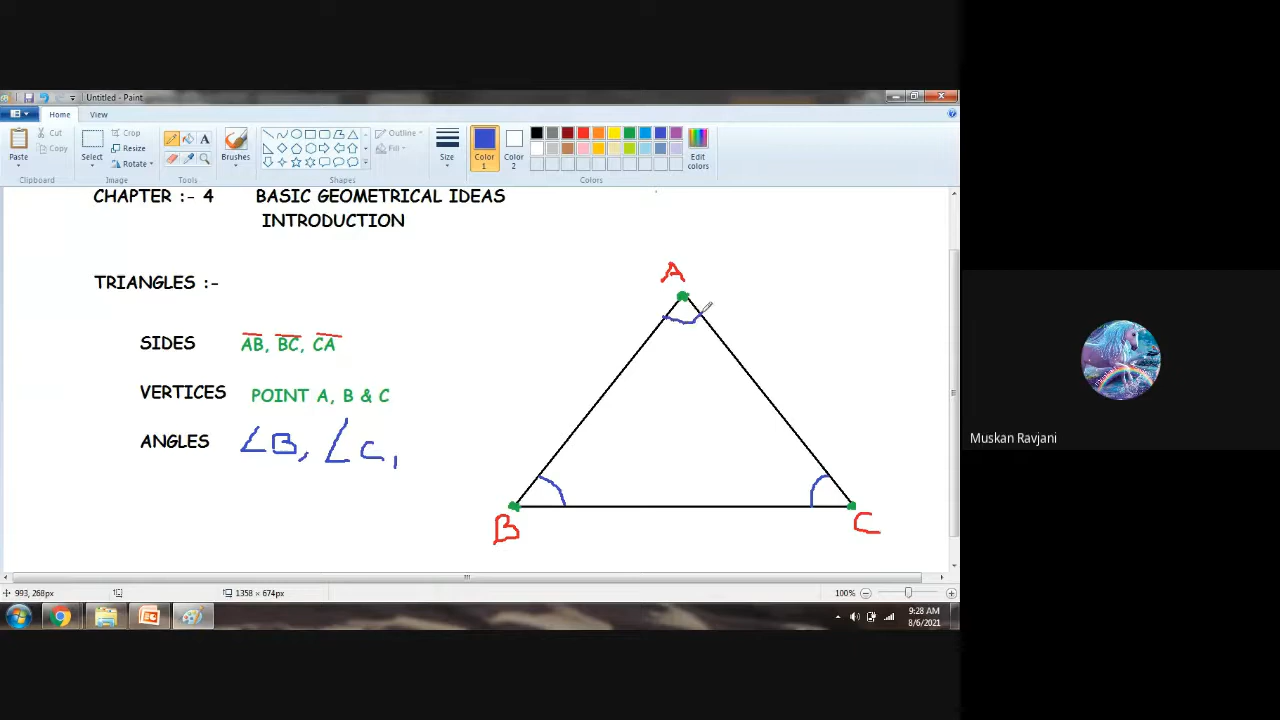 Untitled - Paint
Home View
Paste Cut Copy Clipboard
Select Crop Resize Rotate Image
Tools
Brushes
Outline Fill Shapes
Size
Color 1 Color 2 Edit colors Colors
CHAPTER :- 4 BASIC GEOMETRICAL IDEAS
INTRODUCTION
TRIANGLES :-
SIDES AB, BC, CA
VERTICES POINT A, B & C
ANGLES ∠B, ∠C,
A
B
C
Muskan Ravjani
993, 268px 1358 × 674px 100%
9:28 AM
8/6/2021